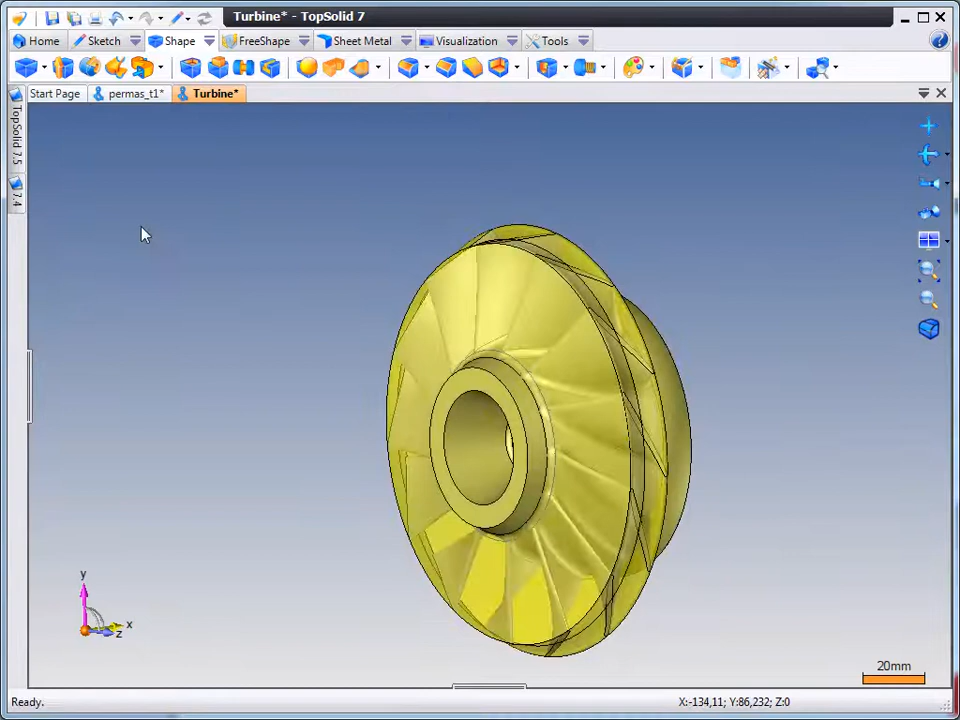 Turbine* - TopSolid 7
Home Sketch Shape FreeShape Sheet Metal Visualization Tools
Start Page permas_t1* Turbine*
TopSolid 7.5
7.4
y
x
z
20mm
Ready. X:-134,11; Y:86,232; Z:0